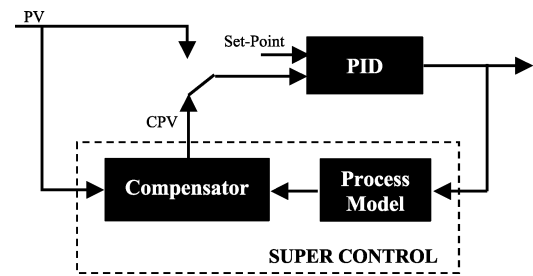 PV
Set-Point
PID
CPV
Compensator
Process
Model
SUPER CONTROL